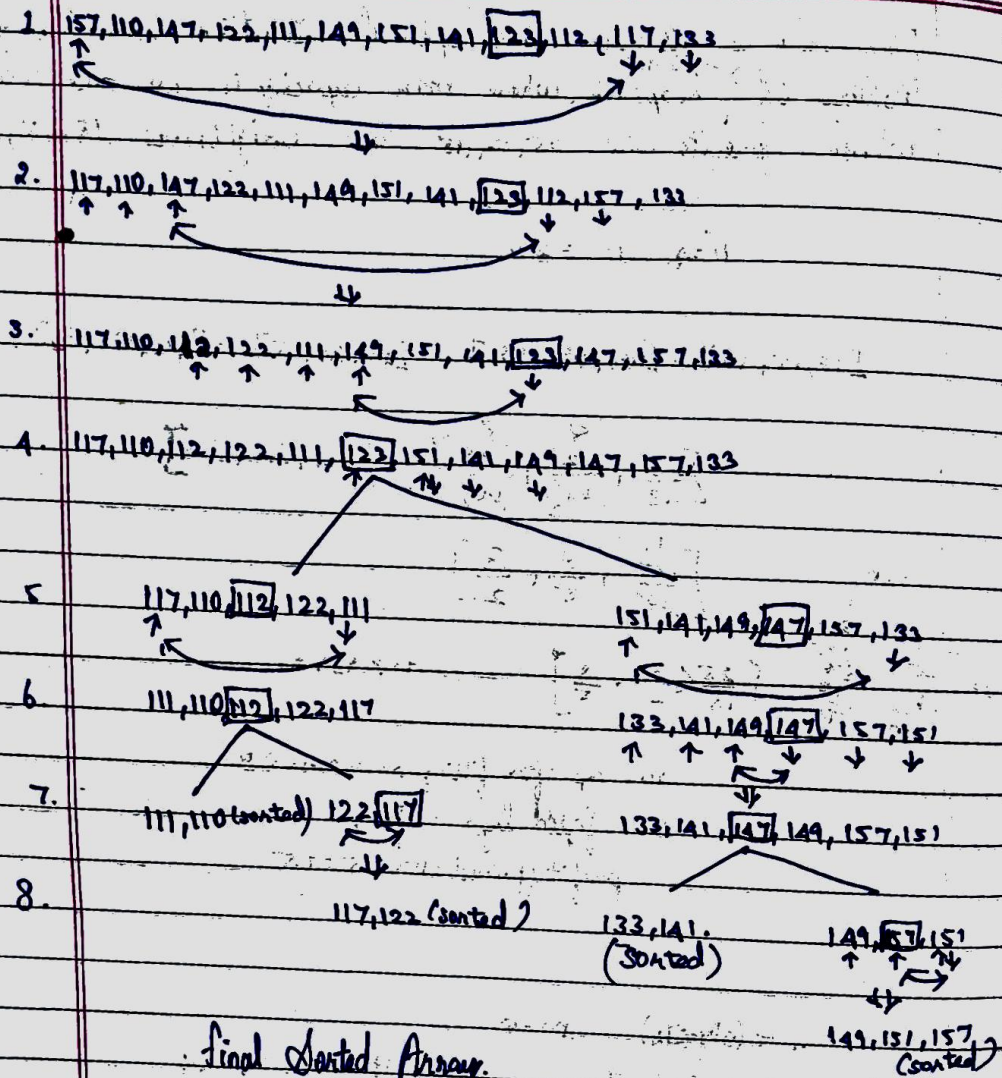 1. 157,110,147,122,111,149,151,141,123,112,117,133
2. 117,110,147,122,111,149,151,141,123,112,157,133
3. 117,110,112,122,111,149,151,141,123,147,157,133
4. 117,110,112,122,111,122,151,141,149,147,157,133
5 117,110,112,122,111 151,141,149,147,157,133
6. 111,110,112,122,117 133,141,149,147,157,151
7. 111,110 (sorted) 122,117 133,141,147,149,157,151
8. 117,122 (sorted) 133,141. 149,157,151
(sorted)
149,151,157
(sorted)
final Sorted Array.